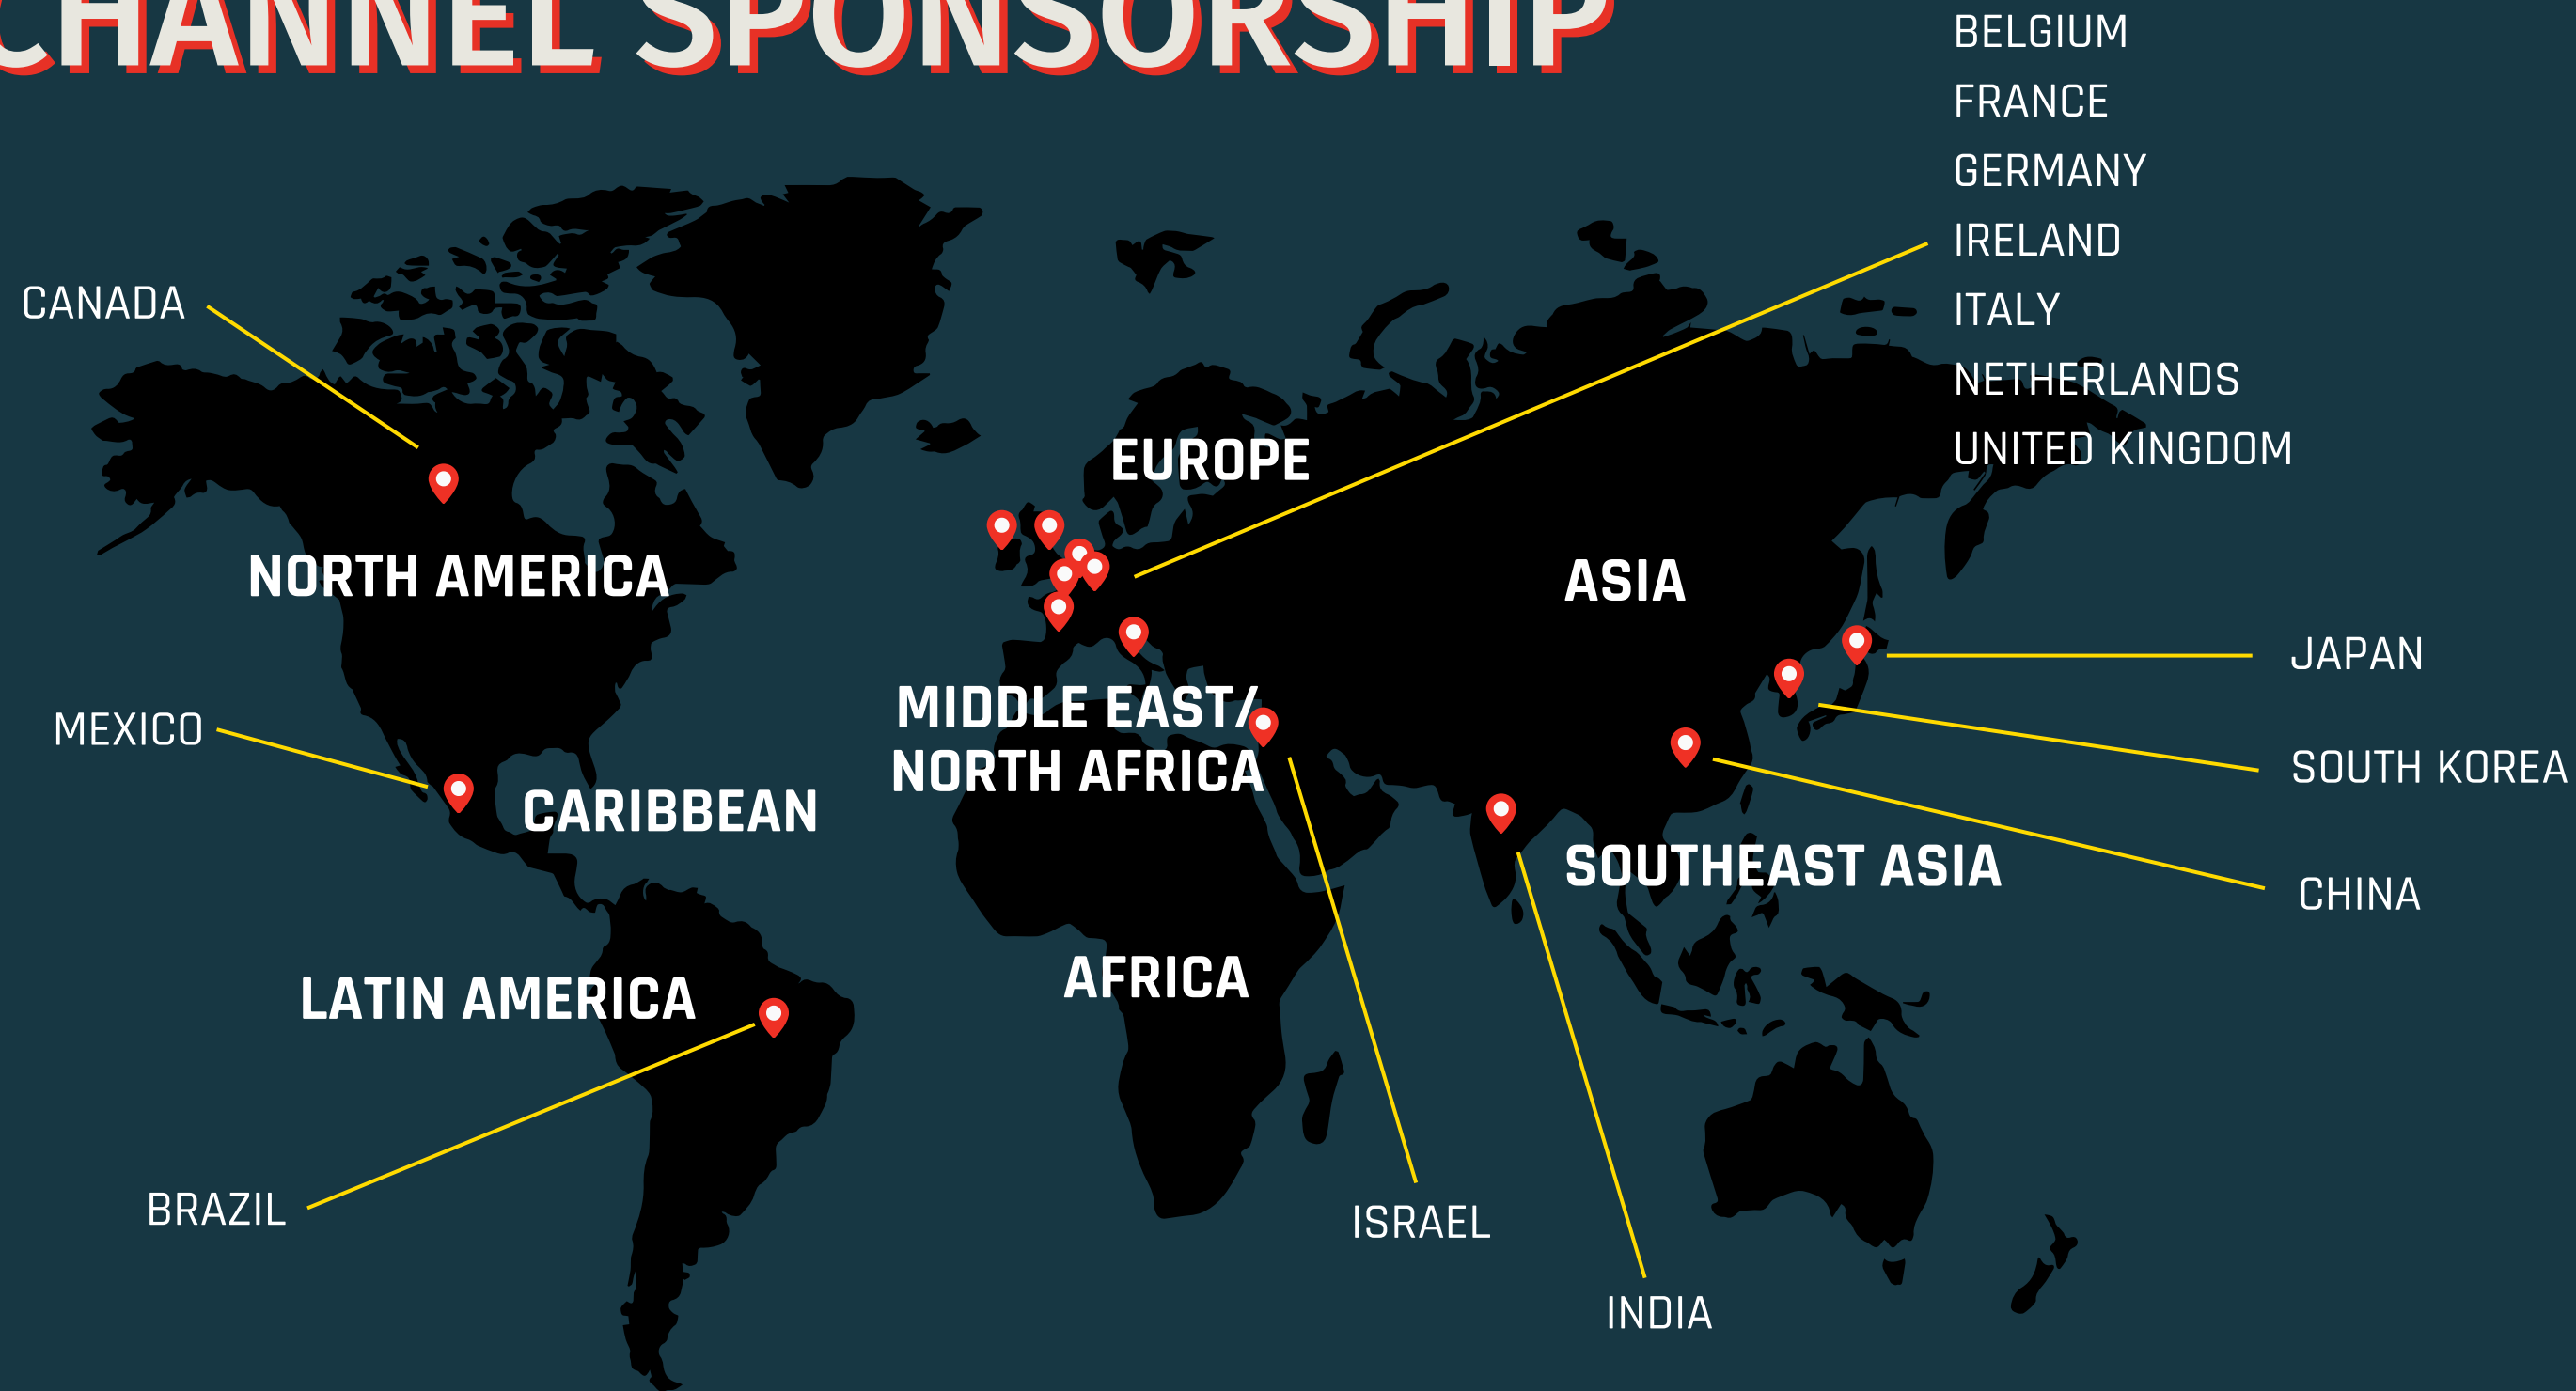 CHANNEL SPONSORSHIP
BELGIUM
FRANCE
GERMANY
IRELAND
ITALY
NETHERLANDS
UNITED KINGDOM
CANADA
EUROPE
NORTH AMERICA
ASIA
JAPAN
MEXICO
MIDDLE EAST/
NORTH AFRICA
SOUTH KOREA
CARIBBEAN
SOUTHEAST ASIA
CHINA
LATIN AMERICA
AFRICA
BRAZIL
ISRAEL
INDIA